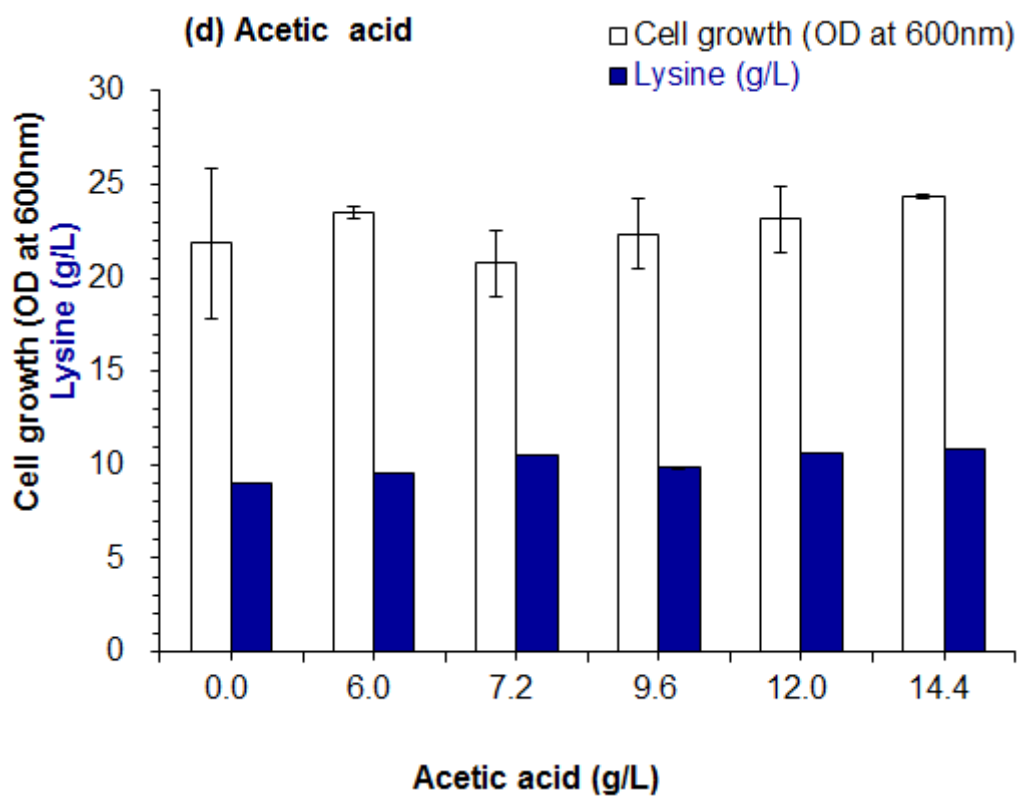 (d) Acetic acid
Cell growth (OD at 600nm)
Lysine (g/L)
Cell growth (OD at 600nm)
Lysine (g/L)
30
25
20
15
10
5
0
0.0 6.0 7.2 9.6 12.0 14.4
Acetic acid (g/L)